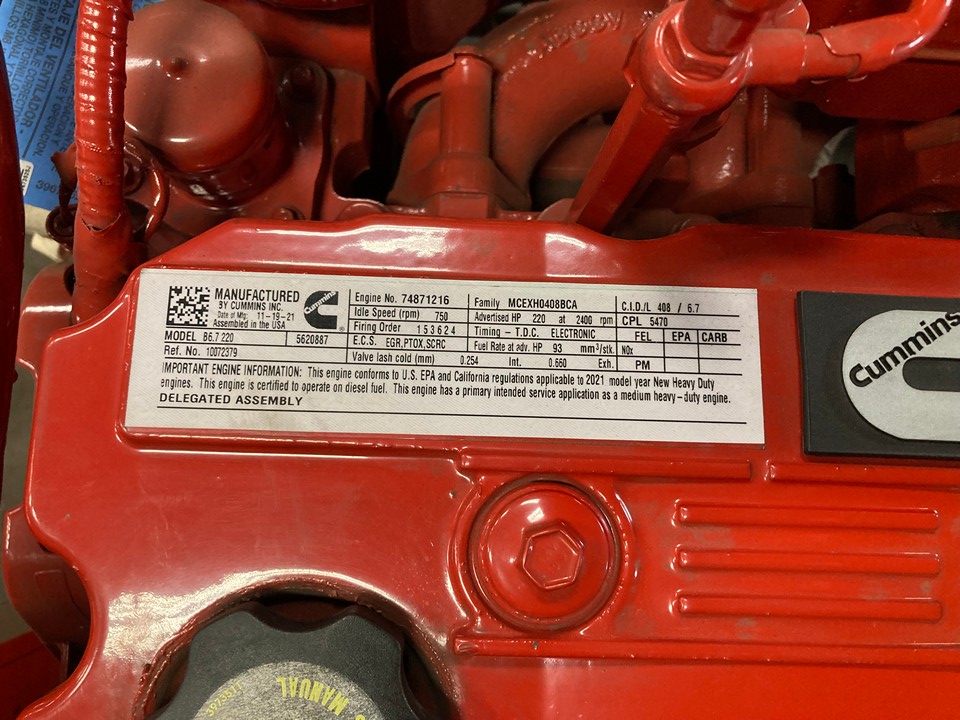 MANUFACTURED
BY CUMMINS INC.
Date of Mfg. 11-19-21
Assembled in the USA
Cummins
®
MODEL B6.7 220 5620887
Ref. No. 10072379
Engine No. 74871216
Idle Speed (rpm) 750
Firing Order 153624
E.C.S. EGR,PTOX,SCRC
Valve lash cold (mm) 0.254 Int. 0.660 Exh.
Family MCEXH0408BCA
Advertised HP 220 at 2400 rpm
Timing - T.D.C. ELECTRONIC
Fuel Rate at adv. HP 93 mm³/stk.
C.I.D./L 408 / 6.7
CPL 5470
FEL EPA CARB
NOx
PM
IMPORTANT ENGINE INFORMATION: This engine conforms to U.S. EPA and California regulations applicable to 2021 model year New Heavy Duty
engines. This engine is certified to operate on diesel fuel. This engine has a primary intended service application as a medium heavy-duty engine.
DELEGATED ASSEMBLY
Cummins
MANUAL
DEL
VENTILADOR
396